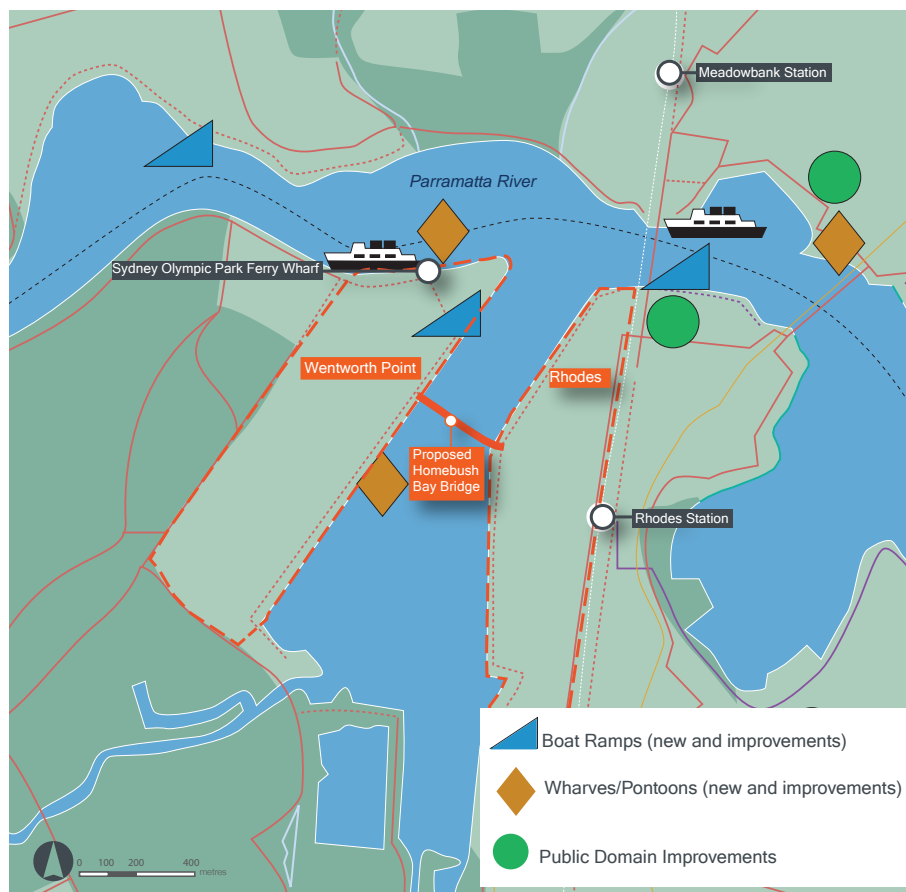 Meadowbank Station
Parramatta River
Sydney Olympic Park Ferry Wharf
Wentworth Point
Rhodes
Proposed
Homebush
Bay Bridge
Rhodes Station
Boat Ramps (new and improvements)
Wharves/Pontoons (new and improvements)
Public Domain Improvements
0 100 200 400
metres